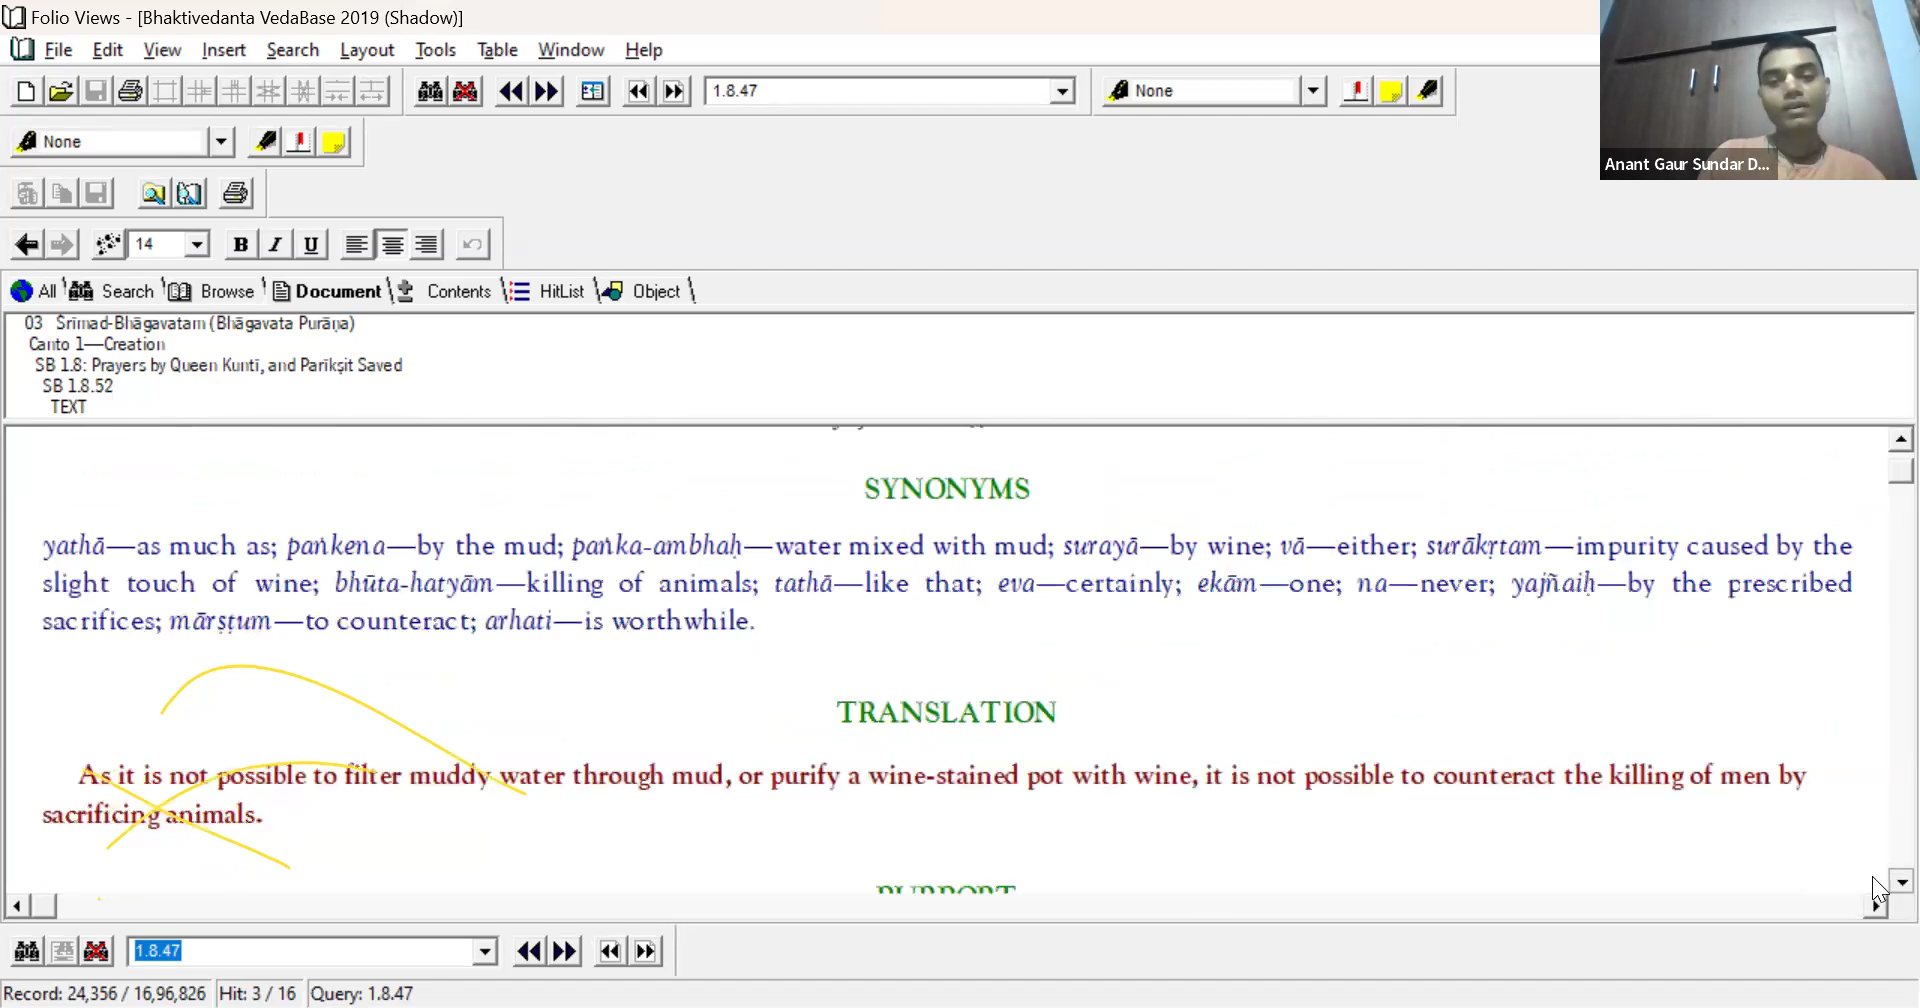 Folio Views - [Bhaktivedanta VedaBase 2019 (Shadow)]
File Edit View Insert Search Layout Tools Table Window Help
1.8.47 None
None
Anant Gaur Sundar D...
14 B I U
All Search Browse Document Contents HitList Object
03 Śrīmad-Bhāgavatam (Bhāgavata Purāṇa)
Canto 1—Creation
SB 1.8: Prayers by Queen Kuntī, and Parīkṣit Saved
SB 1.8.52
TEXT
SYNONYMS
yathā—as much as; paṅkena—by the mud; paṅka-ambhaḥ—water mixed with mud; surayā—by wine; vā—either; surākṛtam—impurity caused by the
slight touch of wine; bhūta-hatyām—killing of animals; tathā—like that; eva—certainly; ekām—one; na—never; yajñaiḥ—by the prescribed
sacrifices; mārṣṭum—to counteract; arhati—is worthwhile.
TRANSLATION
As it is not possible to filter muddy water through mud, or purify a wine-stained pot with wine, it is not possible to counteract the killing of men by
sacrificing animals.
PURPORT
1.8.47
Record: 24,356 / 16,96,826 Hit: 3 / 16 Query: 1.8.47